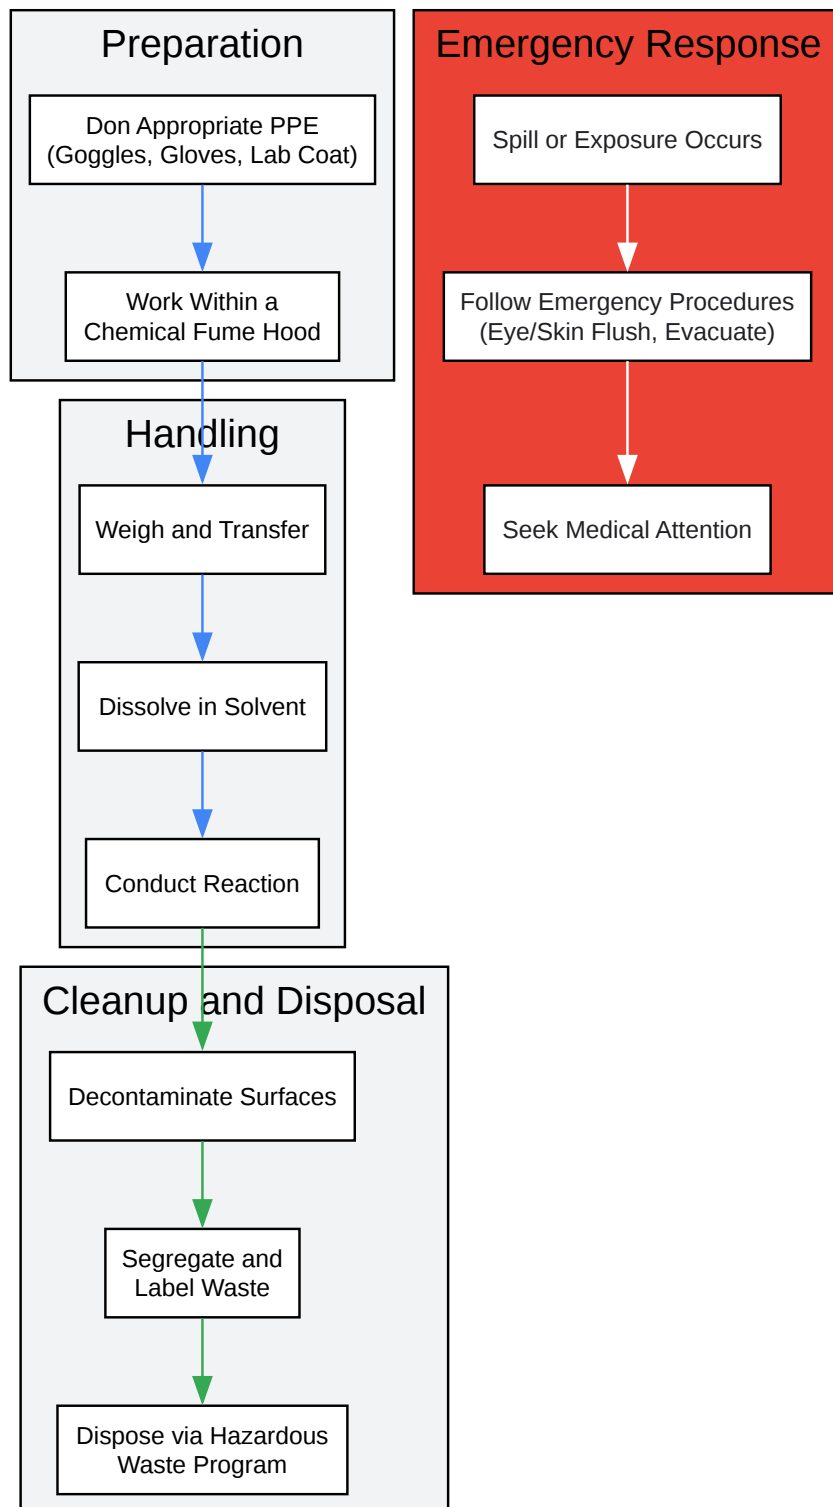 Preparation
Don Appropriate PPE
(Goggles, Gloves, Lab Coat)
Work Within a
Chemical Fume Hood
Handling
Weigh and Transfer
Dissolve in Solvent
Conduct Reaction
Cleanup and Disposal
Decontaminate Surfaces
Segregate and
Label Waste
Dispose via Hazardous
Waste Program
Emergency Response
Spill or Exposure Occurs
Follow Emergency Procedures
(Eye/Skin Flush, Evacuate)
Seek Medical Attention